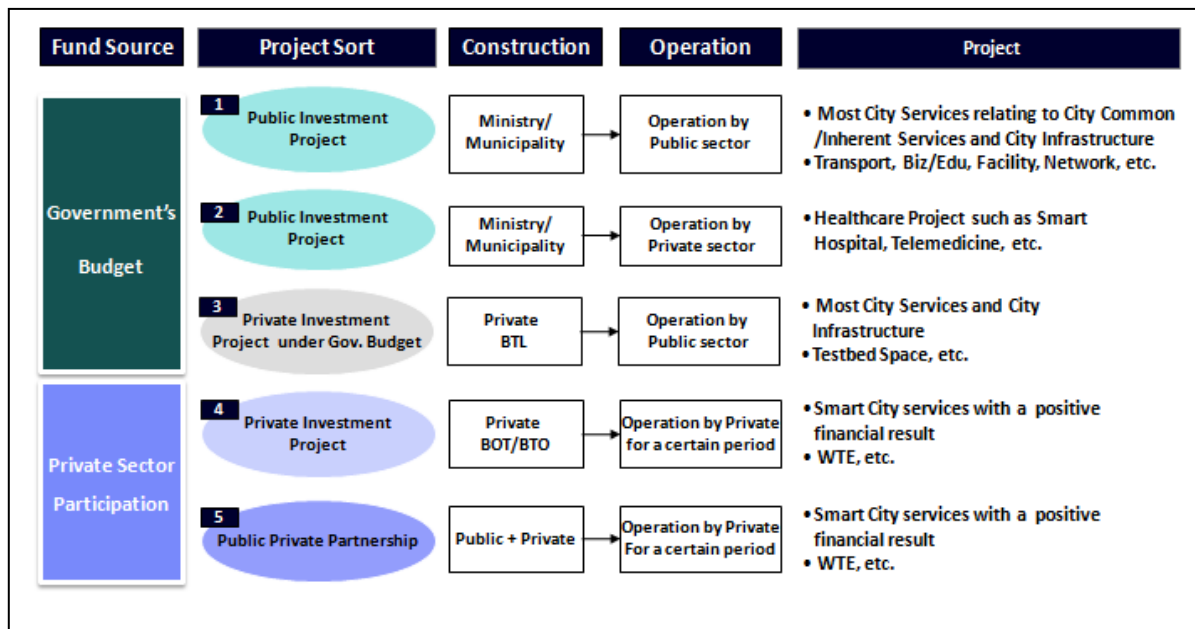 Fund Source
Project Sort
Construction
Operation
Project
Government's
Budget
1
Public Investment
Project
Ministry/
Municipality
Operation by
Public sector
• Most City Services relating to City Common
/Inherent Services and City Infrastructure
• Transport, Biz/Edu, Facility, Network, etc.
2
Public Investment
Project
Ministry/
Municipality
Operation by
Private sector
• Healthcare Project such as Smart
Hospital, Telemedicine, etc.
3
Private Investment
Project under Gov. Budget
Private
BTL
Operation by
Public sector
• Most City Services and City
Infrastructure
• Testbed Space, etc.
Private Sector
Participation
4
Private Investment
Project
Private
BOT/BTO
Operation by Private
for a certain period
• Smart City services with a positive
financial result
• WTE, etc.
5
Public Private Partnership
Public + Private
Operation by Private
For a certain period
• Smart City services with a positive
financial result
• WTE, etc.